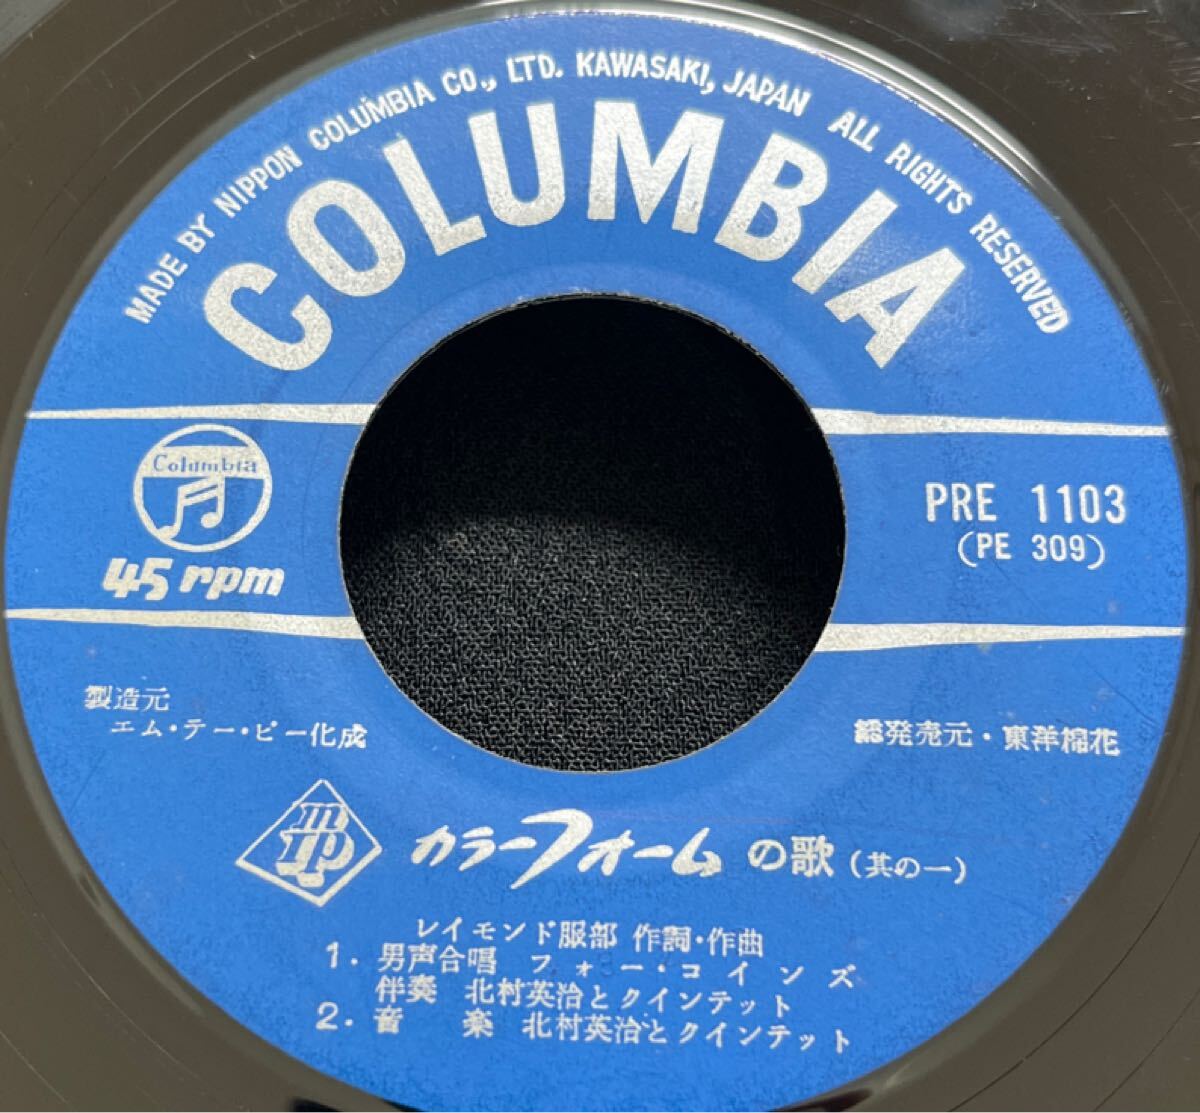 MADE BY NIPPON COLUMBIA CO., LTD. KAWASAKI, JAPAN ALL RIGHTS RESERVED
COLUMBIA
Columbia
45 rpm
PRE 1103
(PE 309)
製造元
エム・テー・ピー化成
総発売元・東洋棉花
mtp
カラーフォームの歌(其の一)
レイモンド服部 作詞・作曲
1. 男声合唱 フォー・コインズ
伴奏 北村英治とクインテット
2. 音楽 北村英治とクインテット